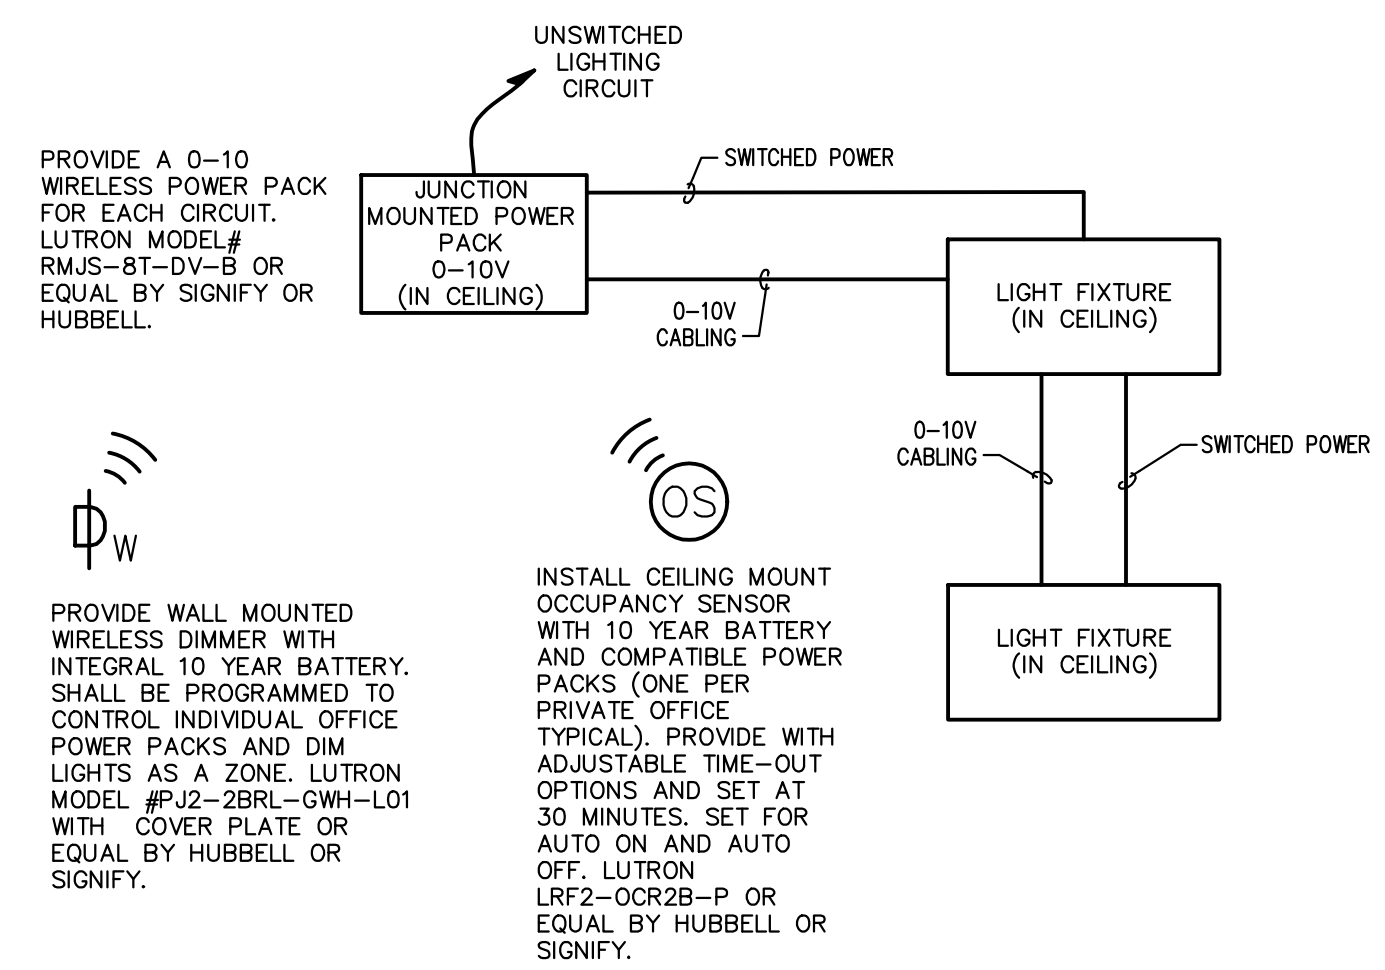 UNSWITCHED
LIGHTING
CIRCUIT
PROVIDE A 0-10
WIRELESS POWER PACK
FOR EACH CIRCUIT.
LUTRON MODEL#
RMJS-8T-DV-B OR
EQUAL BY SIGNIFY OR
HUBBELL.
JUNCTION
MOUNTED POWER
PACK
0-10V
(IN CEILING)
SWITCHED POWER
0-10V
CABLING
LIGHT FIXTURE
(IN CEILING)
0-10V
CABLING
SWITCHED POWER
LIGHT FIXTURE
(IN CEILING)
W
PROVIDE WALL MOUNTED
WIRELESS DIMMER WITH
INTEGRAL 10 YEAR BATTERY.
SHALL BE PROGRAMMED TO
CONTROL INDIVIDUAL OFFICE
POWER PACKS AND DIM
LIGHTS AS A ZONE. LUTRON
MODEL #PJ2-2BRL-GWH-L01
WITH COVER PLATE OR
EQUAL BY HUBBELL OR
SIGNIFY.
OS
INSTALL CEILING MOUNT
OCCUPANCY SENSOR
WITH 10 YEAR BATTERY
AND COMPATIBLE POWER
PACKS (ONE PER
PRIVATE OFFICE
TYPICAL). PROVIDE WITH
ADJUSTABLE TIME-OUT
OPTIONS AND SET AT
30 MINUTES. SET FOR
AUTO ON AND AUTO
OFF. LUTRON
LRF2-OCR2B-P OR
EQUAL BY HUBBELL OR
SIGNIFY.